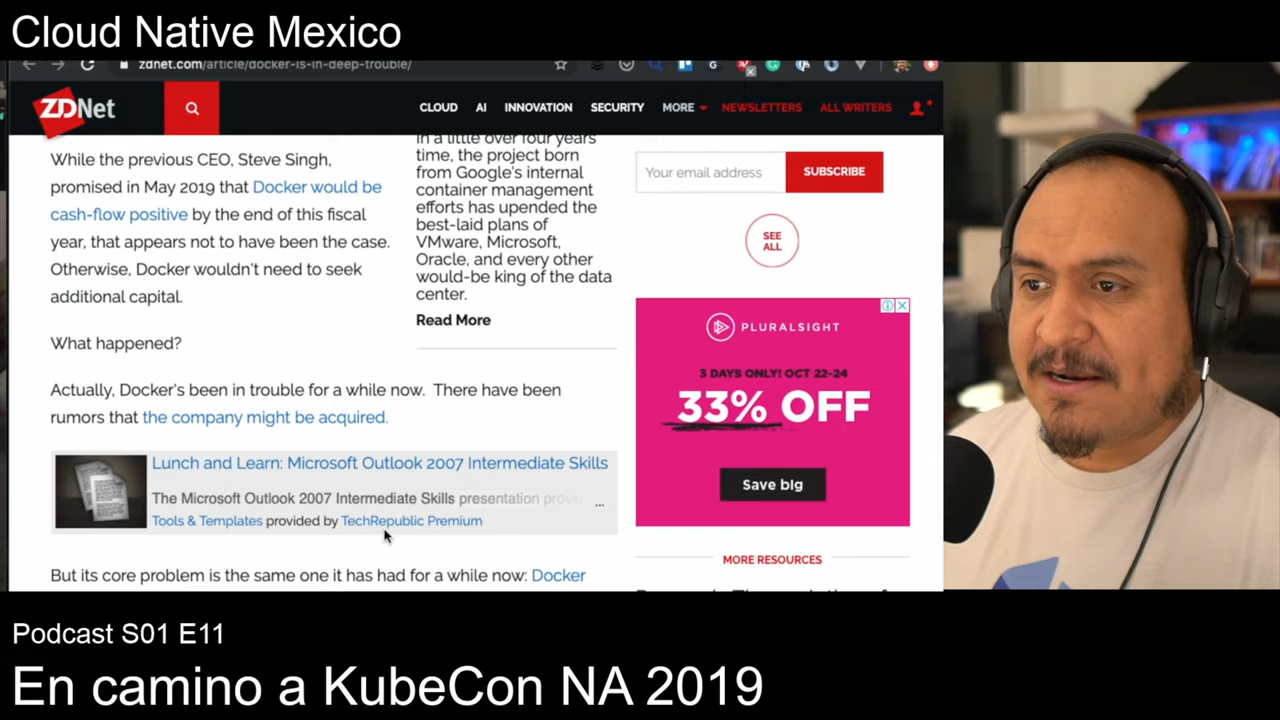 Cloud Native Mexico
zdnet.com/article/docker-is-in-deep-trouble/
ZDNet
CLOUD AI INNOVATION SECURITY MORE NEWSLETTERS ALL WRITERS
While the previous CEO, Steve Singh,
promised in May 2019 that Docker would be
cash-flow positive by the end of this fiscal
year, that appears not to have been the case.
Otherwise, Docker wouldn't need to seek
additional capital.
What happened?
in a little over four years
time, the project born
from Google's internal
container management
efforts has upended the
best-laid plans of
VMware, Microsoft,
Oracle, and every other
would-be king of the data
center.
Read More
Actually, Docker's been in trouble for a while now. There have been
rumors that the company might be acquired.
Lunch and Learn: Microsoft Outlook 2007 Intermediate Skills
The Microsoft Outlook 2007 Intermediate Skills presentation provi ...
Tools & Templates provided by TechRepublic Premium
But its core problem is the same one it has had for a while now: Docker
Your email address
SUBSCRIBE
SEE
ALL
PLURALSIGHT
3 DAYS ONLY! OCT 22-24
33% OFF
Save big
MORE RESOURCES
Podcast S01 E11
En camino a KubeCon NA 2019